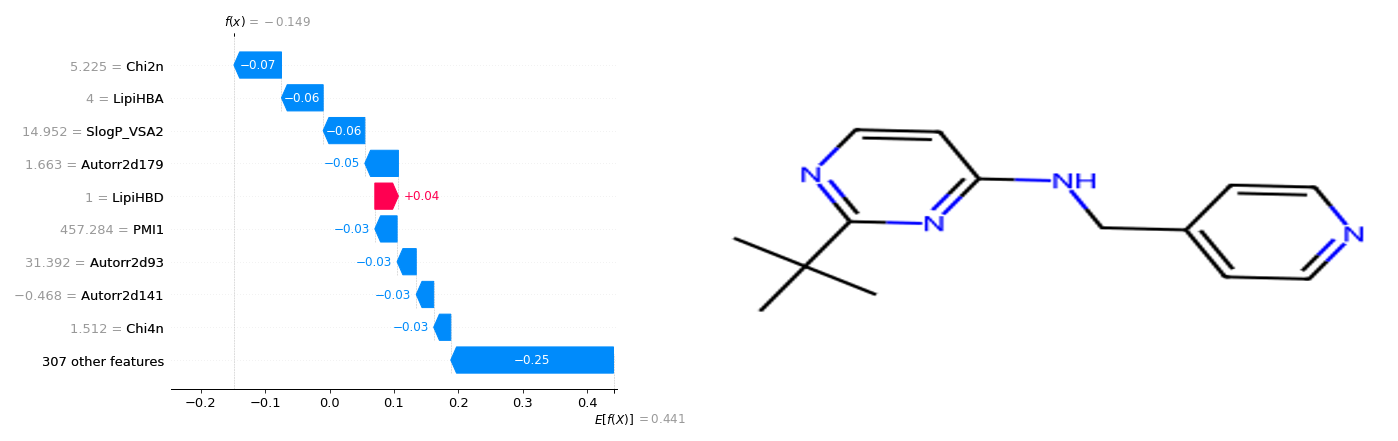 f(x) = −0.149
5.225 = Chi2n
−0.07
4 = LipiHBA
−0.06
14.952 = SlogP_VSA2
−0.06
1.663 = Autorr2d179
−0.05
1 = LipiHBD
+0.04
457.284 = PMI1
−0.03
31.392 = Autorr2d93
−0.03
−0.468 = Autorr2d141
−0.03
1.512 = Chi4n
−0.03
307 other features
−0.25
−0.2 −0.1 0.0 0.1 0.2 0.3 0.4
E[f(X)] = 0.441
N
N
NH
N